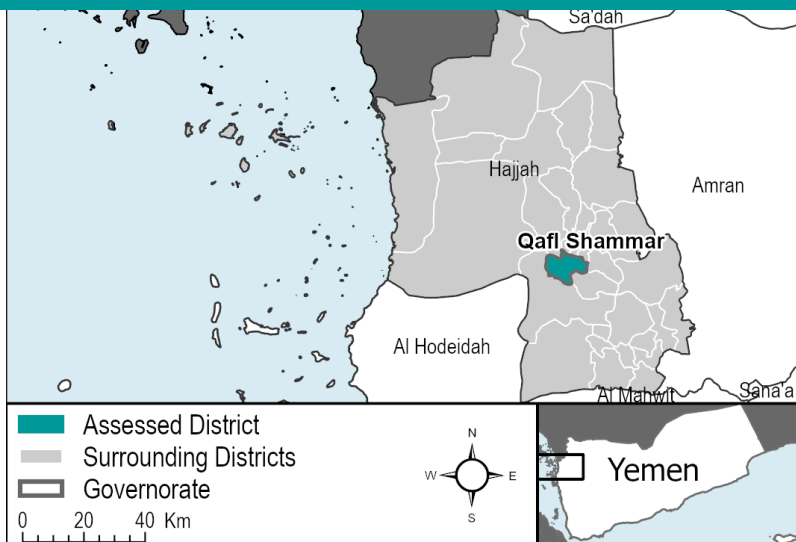 Sa'dah
Hajjah
Amran
Qafl Shammar
Al Hodeidah
Al Mahwit
Sana'a
Assessed District
Surrounding Districts
Governorate
0 20 40 Km
N
W E
S
Yemen